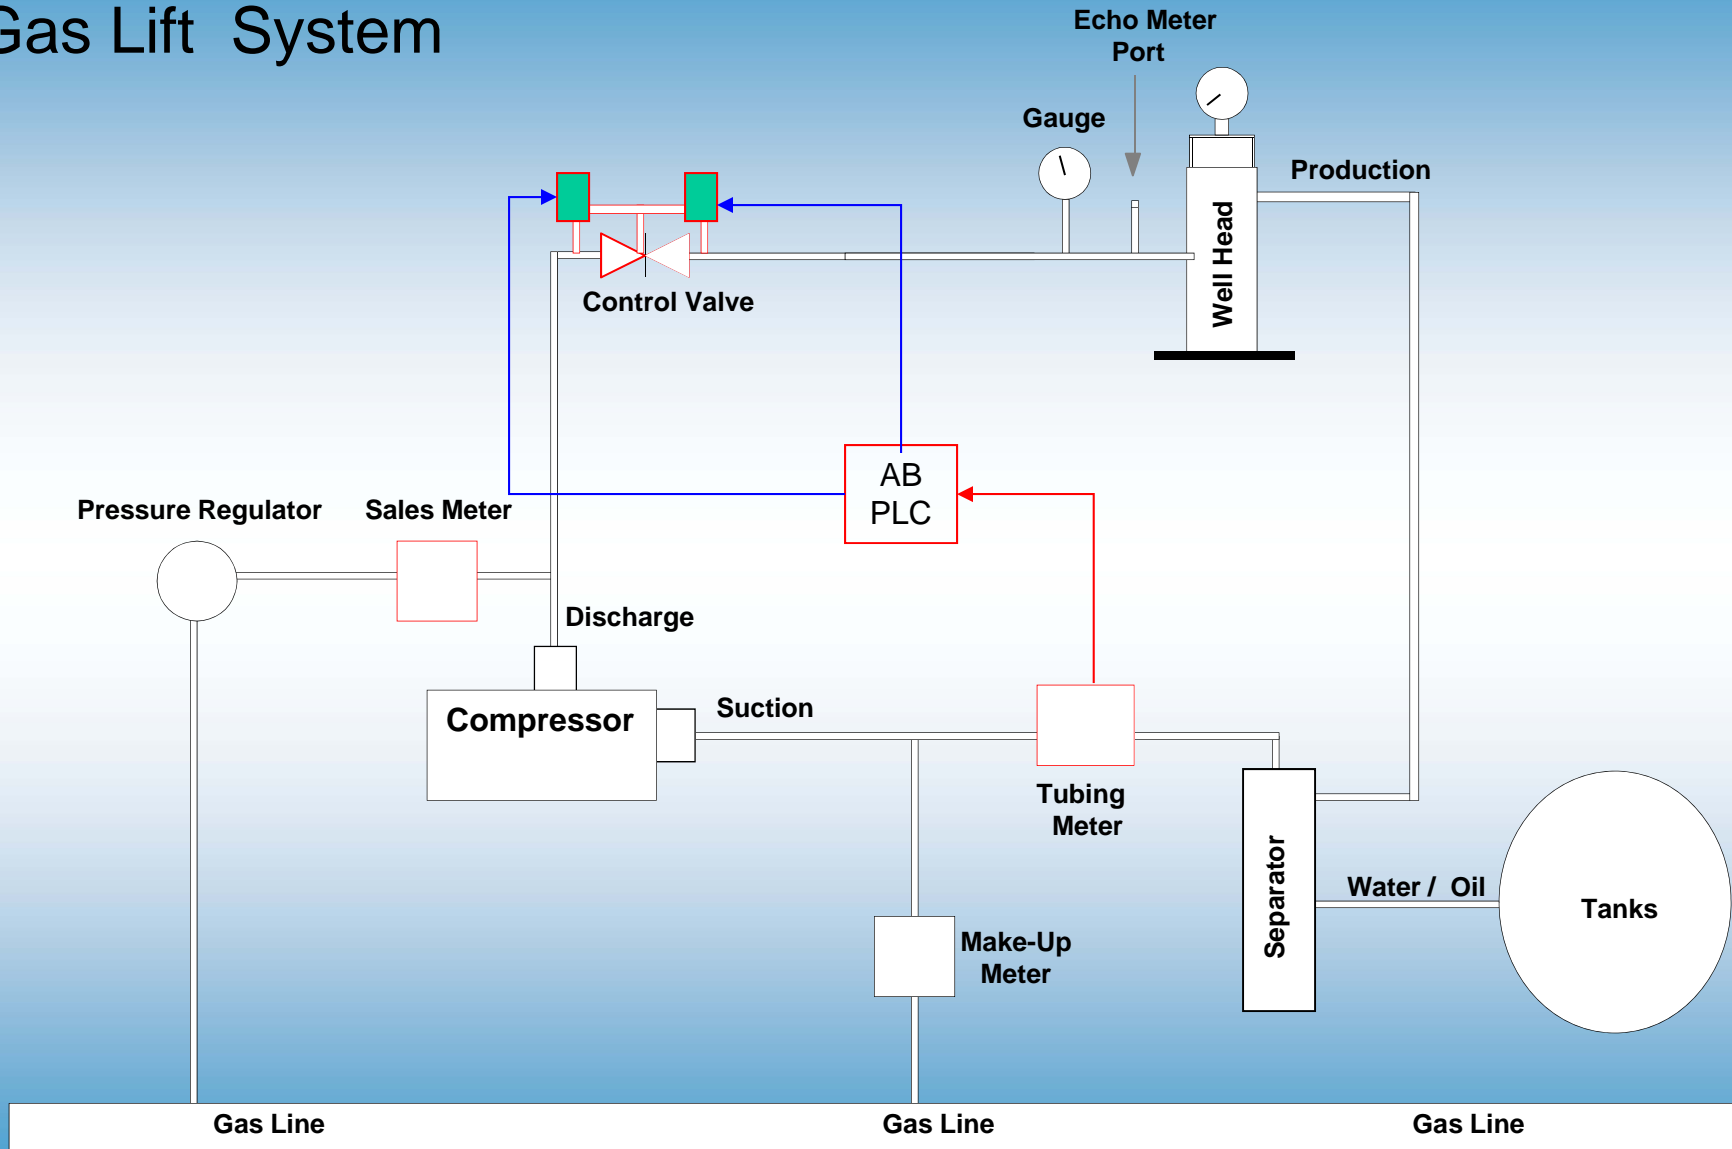 Gas Lift System
Echo Meter
Port
Gauge
Production
Well Head
Control Valve
AB
PLC
Pressure Regulator
Sales Meter
Discharge
Compressor
Suction
Tubing
Meter
Separator
Water / Oil
Tanks
Make-Up
Meter
Gas Line
Gas Line
Gas Line